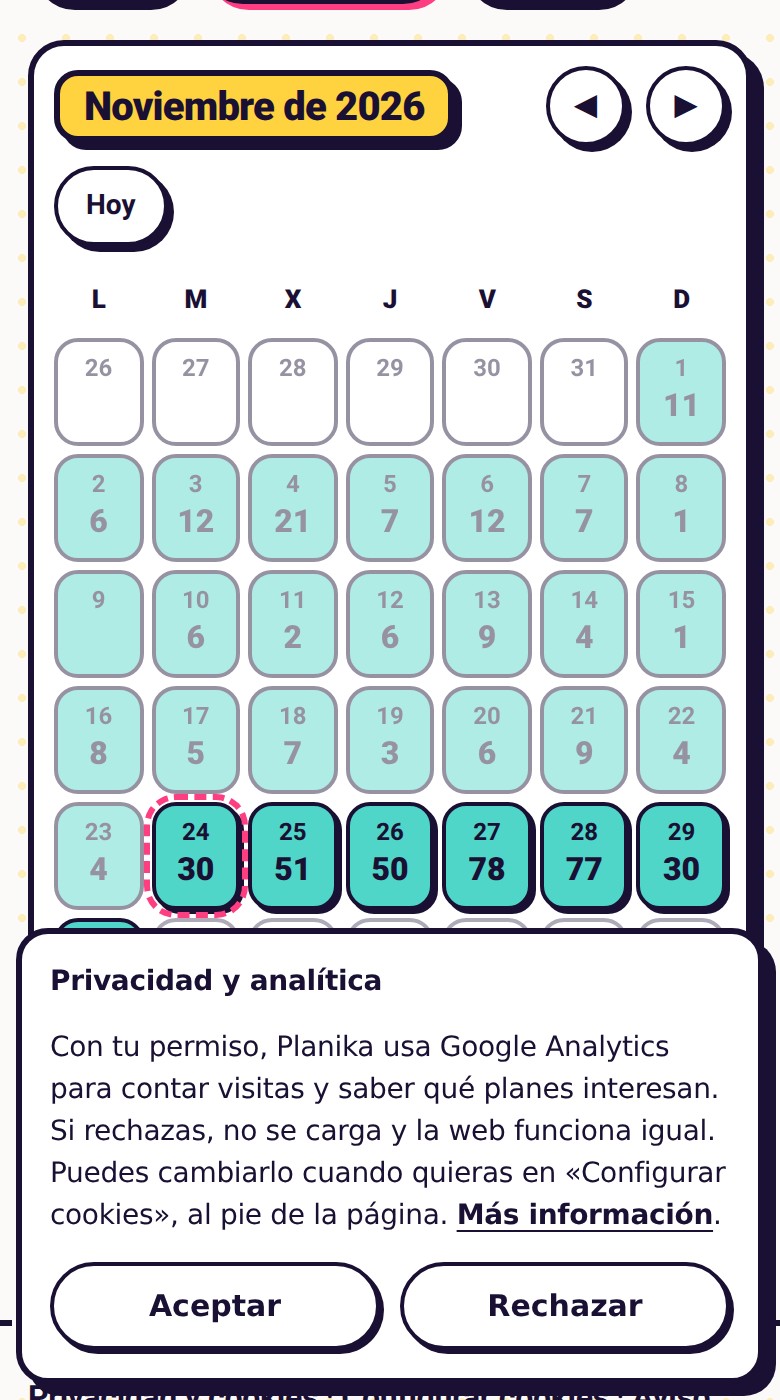 Noviembre de 2026
◀ ▶
Hoy
L M X J V S D
26 27 28 29 30 31 1
11
2 3 4 5 6 7 8
6 12 21 7 12 7 1
9 10 11 12 13 14 15
6 2 6 9 4 1
16 17 18 19 20 21 22
8 5 7 3 6 9 4
23 24 25 26 27 28 29
4 30 51 50 78 77 30
Privacidad y analítica
Con tu permiso, Planika usa Google Analytics
para contar visitas y saber qué planes interesan.
Si rechazas, no se carga y la web funciona igual.
Puedes cambiarlo cuando quieras en «Configurar
cookies», al pie de la página. Más información.
Aceptar Rechazar
Privacidad y cookies · Configurar cookies · Aviso